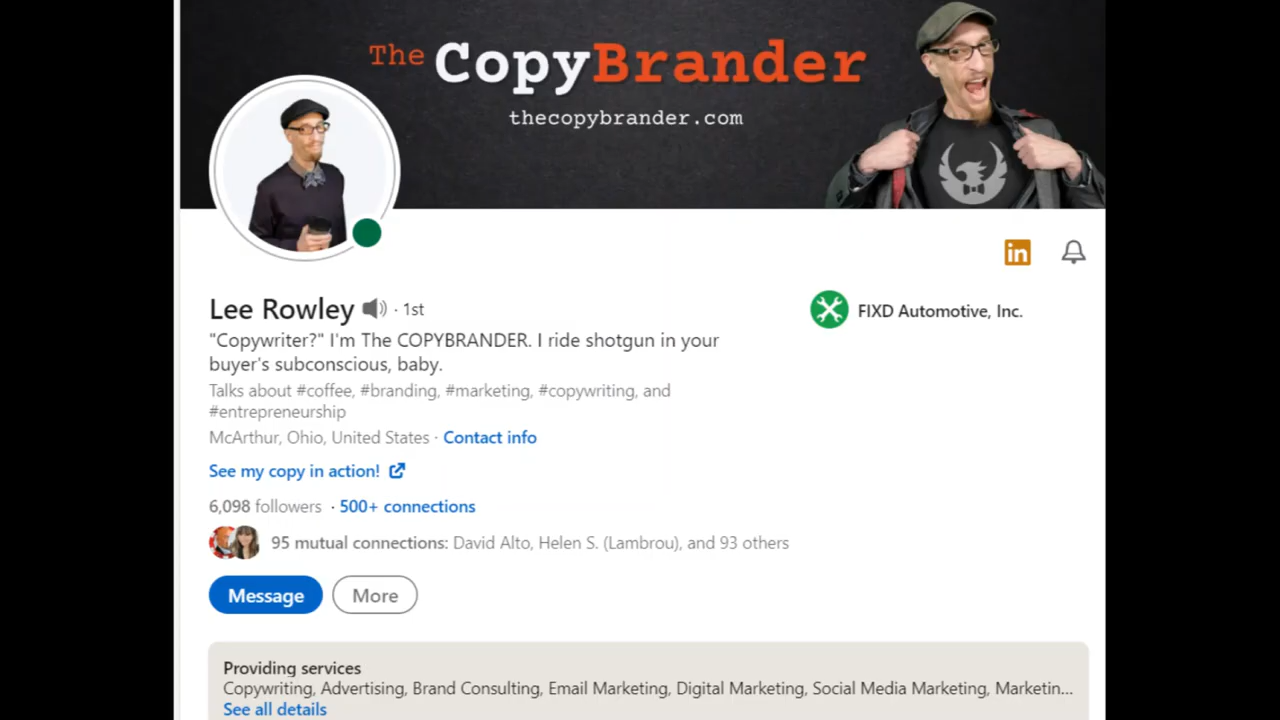 The CopyBrander
thecopybrander.com
in
Lee Rowley · 1st
FIXD Automotive, Inc.
"Copywriter?" I'm The COPYBRANDER. I ride shotgun in your
buyer's subconscious, baby.
Talks about #coffee, #branding, #marketing, #copywriting, and
#entrepreneurship
McArthur, Ohio, United States · Contact info
See my copy in action!
6,098 followers · 500+ connections
95 mutual connections: David Alto, Helen S. (Lambrou), and 93 others
Message
More
Providing services
Copywriting, Advertising, Brand Consulting, Email Marketing, Digital Marketing, Social Media Marketing, Marketin...
See all details